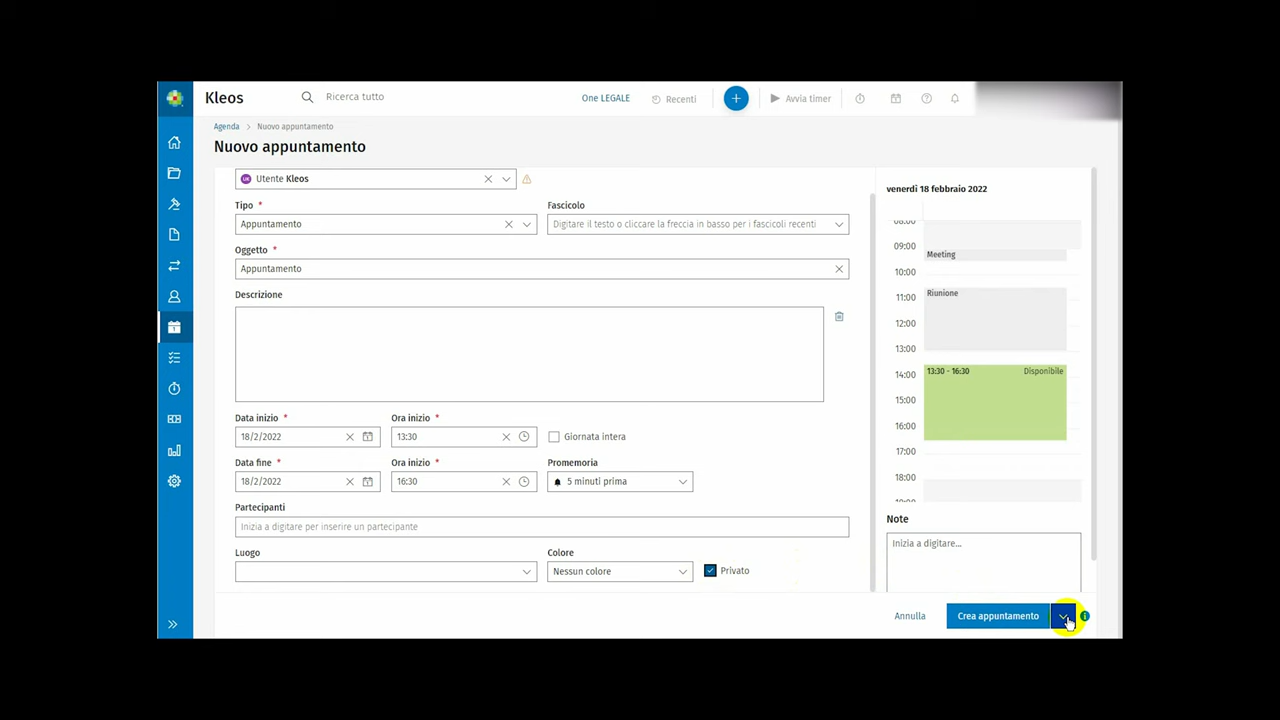 Kleos
Ricerca tutto
One LEGALE
Recenti
+
Avvia timer
Agenda > Nuovo appuntamento
Nuovo appuntamento
UK Utente Kleos
Tipo *
Fascicolo
Appuntamento
Digitare il testo o cliccare la freccia in basso per i fascicoli recenti
Oggetto *
Appuntamento
Descrizione
Data inizio *
Ora inizio *
18/2/2022
13:30
Giornata intera
Data fine *
Ora inizio *
Promemoria
18/2/2022
16:30
5 minuti prima
Partecipanti
Inizia a digitare per inserire un partecipante
Luogo
Colore
Nessun colore
Privato
venerdì 18 febbraio 2022
08:00
09:00
Meeting
10:00
Riunione
11:00
12:00
13:00
13:30 - 16:30 Disponibile
14:00
15:00
16:00
17:00
18:00
19:00
Note
Inizia a digitare...
Annulla
Crea appuntamento